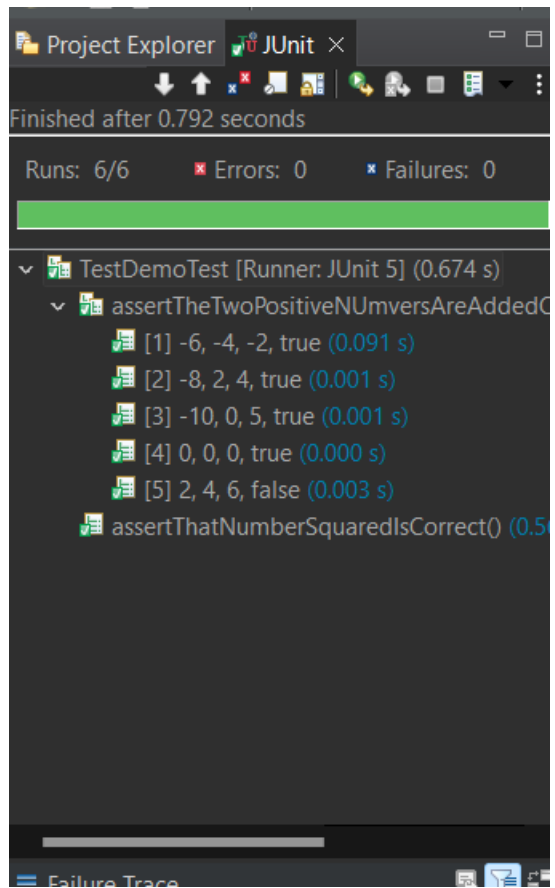 Project Explorer JUnit
Finished after 0.792 seconds
Runs: 6/6 Errors: 0 Failures: 0
TestDemoTest [Runner: JUnit 5] (0.674 s)
assertTheTwoPositiveNUmversAreAddedC
[1] -6, -4, -2, true (0.091 s)
[2] -8, 2, 4, true (0.001 s)
[3] -10, 0, 5, true (0.001 s)
[4] 0, 0, 0, true (0.000 s)
[5] 2, 4, 6, false (0.003 s)
assertThatNumberSquaredIsCorrect() (0.5
Failure Trace